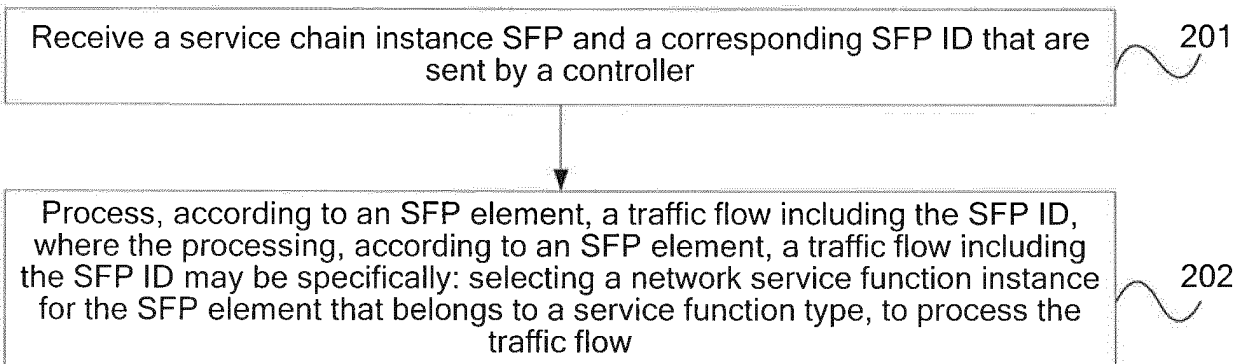 Receive a service chain instance SFP and a corresponding SFP ID that are
sent by a controller
201
Process, according to an SFP element, a traffic flow including the SFP ID,
where the processing, according to an SFP element, a traffic flow including
the SFP ID may be specifically: selecting a network service function instance
for the SFP element that belongs to a service function type, to process the
traffic flow
202